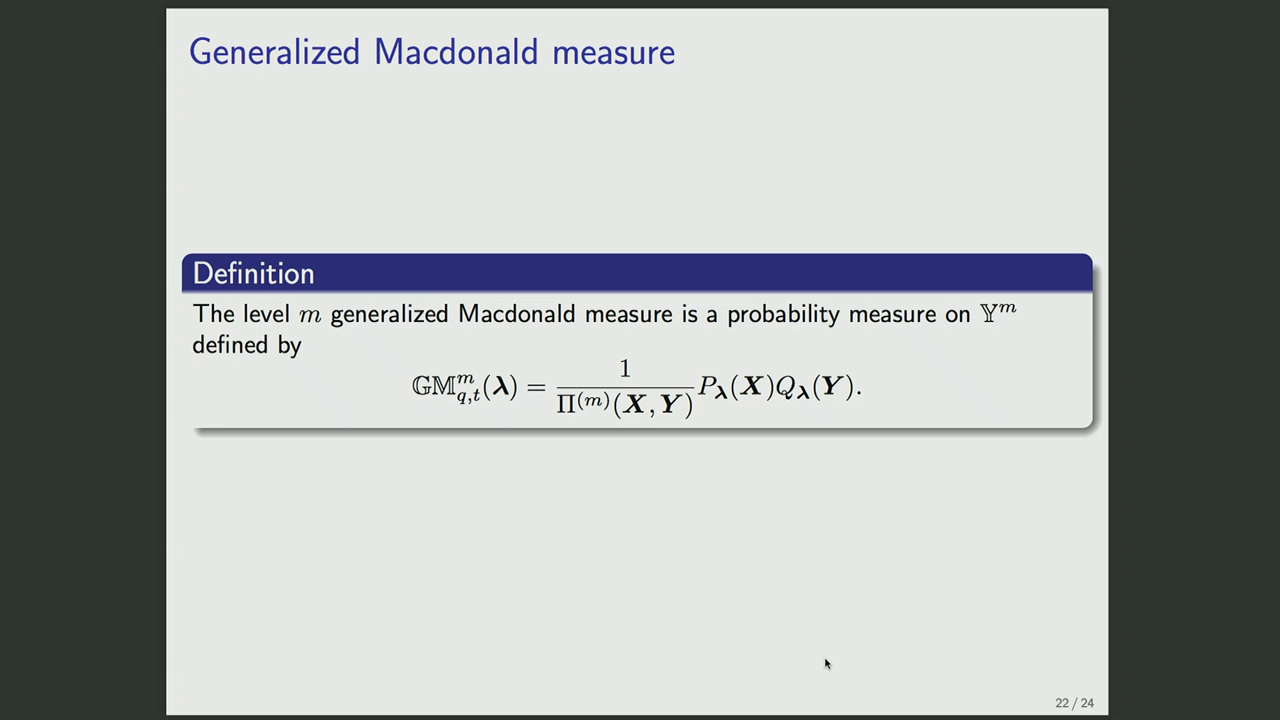 Generalized Macdonald measure
Definition
The level m generalized Macdonald measure is a probability measure on 𝕐^m
defined by
𝔾𝕄^m_{q,t}(λ) = \frac{1}{Π^{(m)}(X, Y)} P_λ(X)Q_λ(Y).
22 / 24